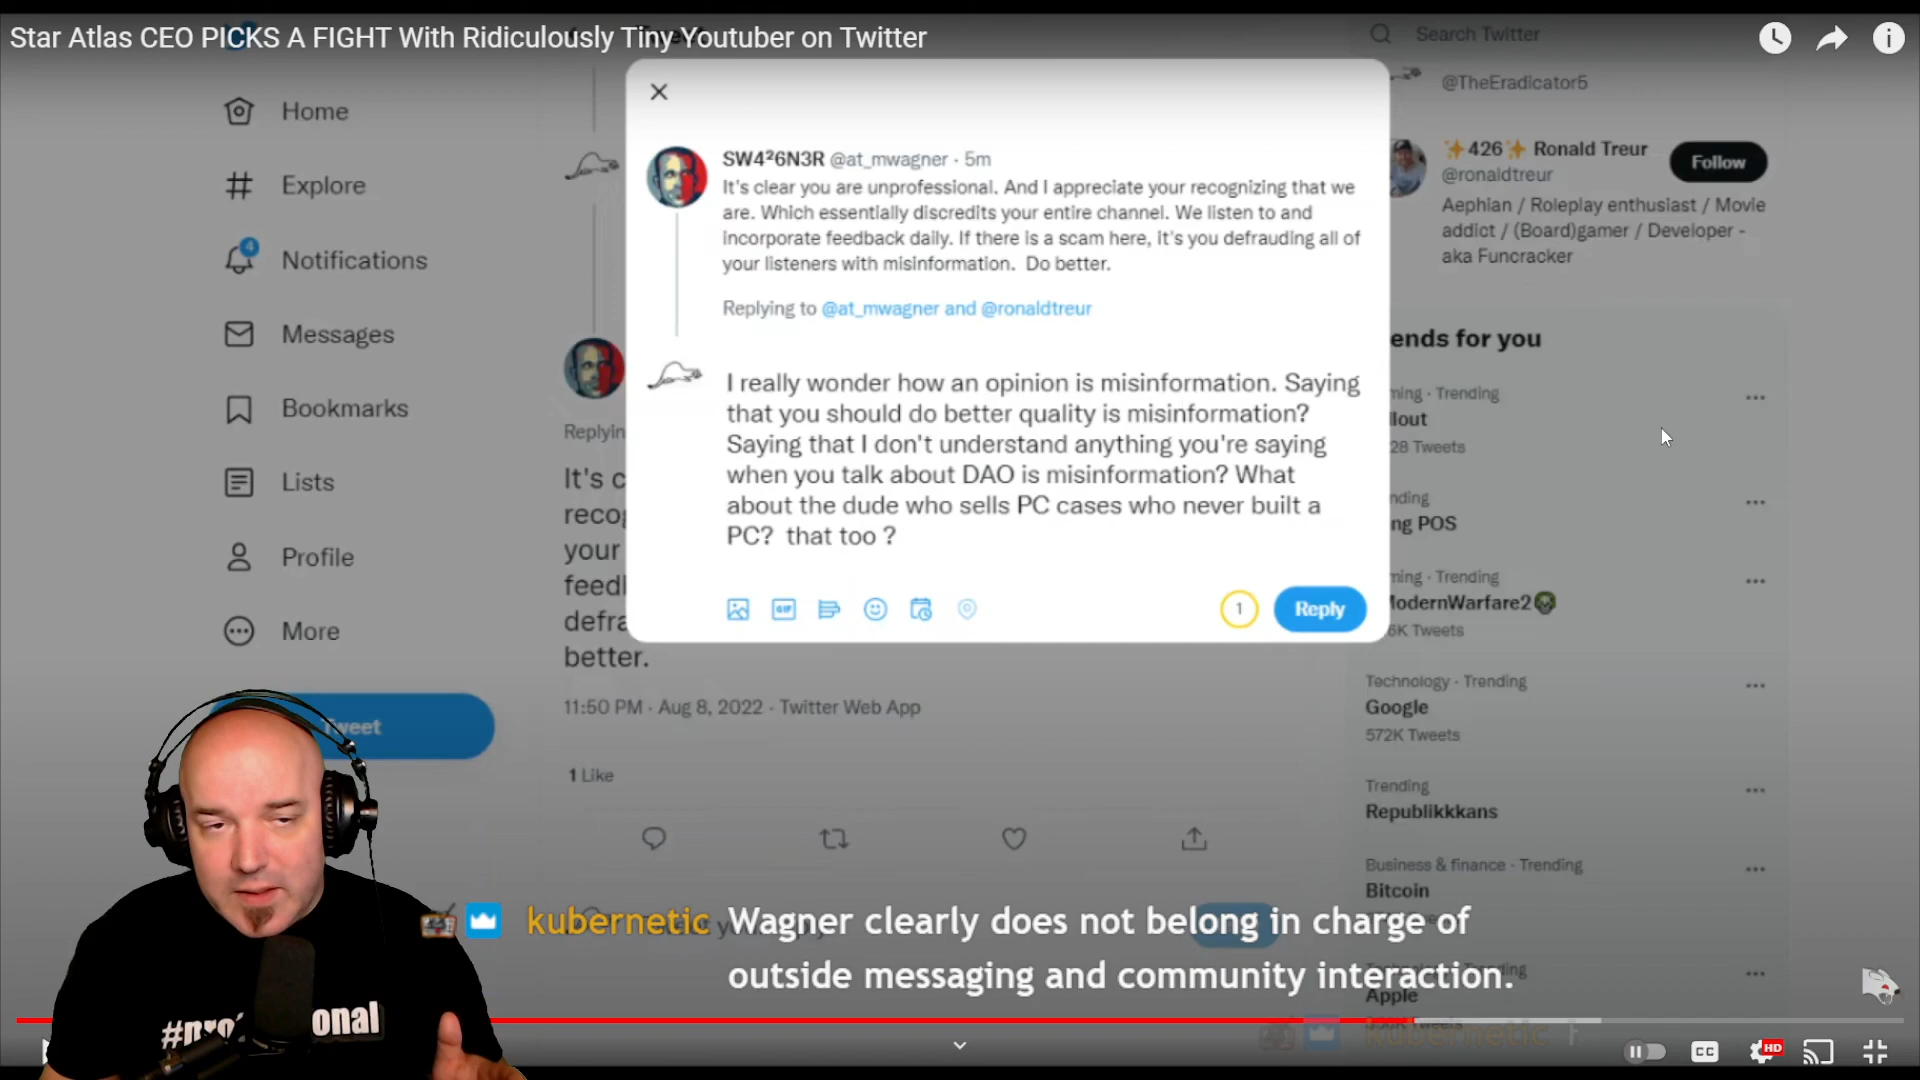 Star Atlas CEO PICKS A FIGHT With Ridiculously Tiny Youtuber on Twitter
Search Twitter
Home
Explore
4
Notifications
Messages
Bookmarks
Lists
Profile
More
Tweet
SW4²6N3R @at_mwagner · 5m
It's clear you are unprofessional. And I appreciate your recognizing that we
are. Which essentially discredits your entire channel. We listen to and
incorporate feedback daily. If there is a scam here, it's you defrauding all of
your listeners with misinformation. Do better.
Replying to @at_mwagner and @ronaldtreur
I really wonder how an opinion is misinformation. Saying
that you should do better quality is misinformation?
Saying that I don't understand anything you're saying
when you talk about DAO is misinformation? What
about the dude who sells PC cases who never built a
PC? that too ?
GIF
1
Reply
Replyin
It's c
recog
your
feedl
defra
better.
11:50 PM · Aug 8, 2022 · Twitter Web App
1 Like
@TheEradicator5
✨426✨ Ronald Treur
@ronaldtreur
Follow
Aephian / Roleplay enthusiast / Movie
addict / (Board)gamer / Developer -
aka Funcracker
ends for you
ning · Trending
llout
28 Tweets
nding
ng POS
ning · Trending
ModernWarfare2
6K Tweets
Technology · Trending
Google
572K Tweets
Trending
Republikkkans
Business & finance · Trending
Bitcoin
Apple
kubernetic Wagner clearly does not belong in charge of
outside messaging and community interaction.
kubernetic
CC
HD